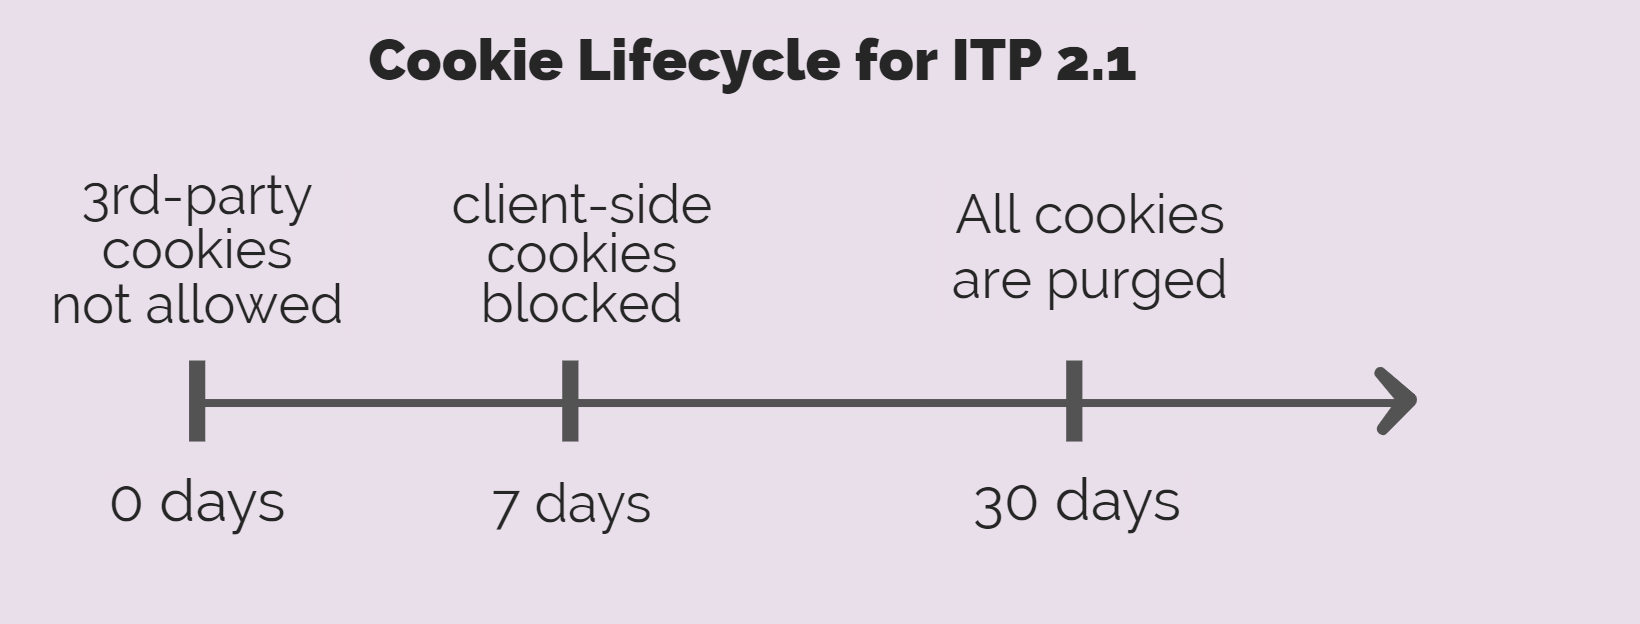 Cookie Lifecycle for ITP 2.1
3rd-party
cookies
not allowed
client-side
cookies
blocked
All cookies
are purged
0 days
7 days
30 days